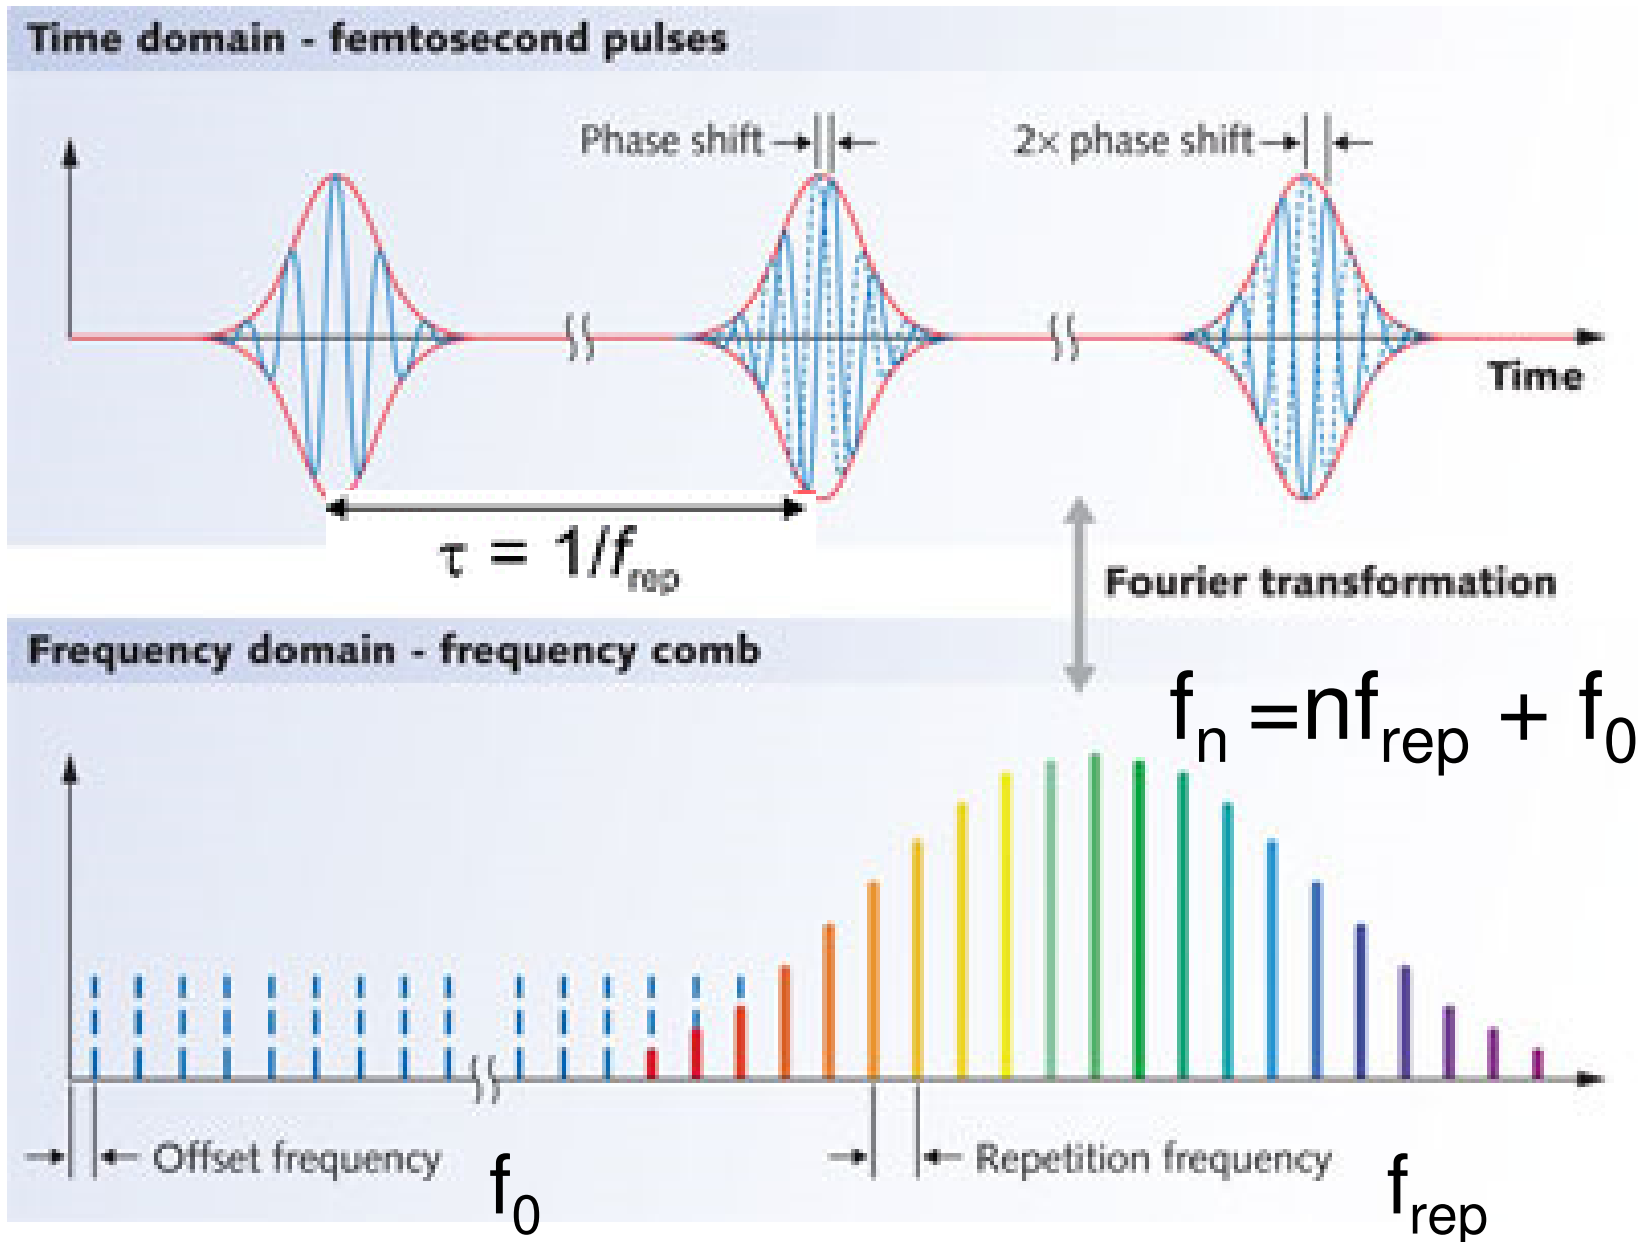 Time domain - femtosecond pulses
Phase shift
2× phase shift
Time
τ = 1/f_rep
Fourier transformation
Frequency domain - frequency comb
f_n =nf_rep + f_0
Offset frequency
f_0
Repetition frequency
f_rep